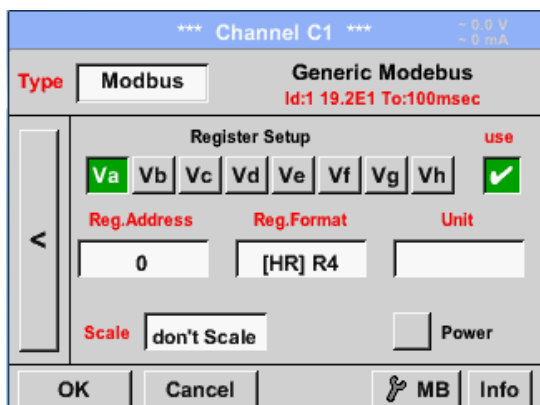 *** Channel C1 ***
~ 0.0 V
~ 0 mA
Type Modbus Generic Modebus
Id:1 19.2E1 To:100msec
Register Setup use
Va Vb Vc Vd Ve Vf Vg Vh
Reg.Address Reg.Format Unit
0 [HR] R4
<
Scale don't Scale Power
OK Cancel MB Info